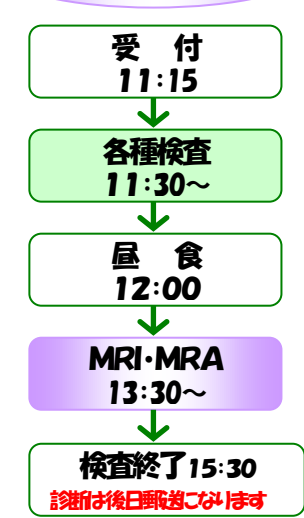 受　付
11:15
各種検査
11:30～
昼　食
12:00
MRI・MRA
13:30～
検査終了15:30
診断は後日郵送になります